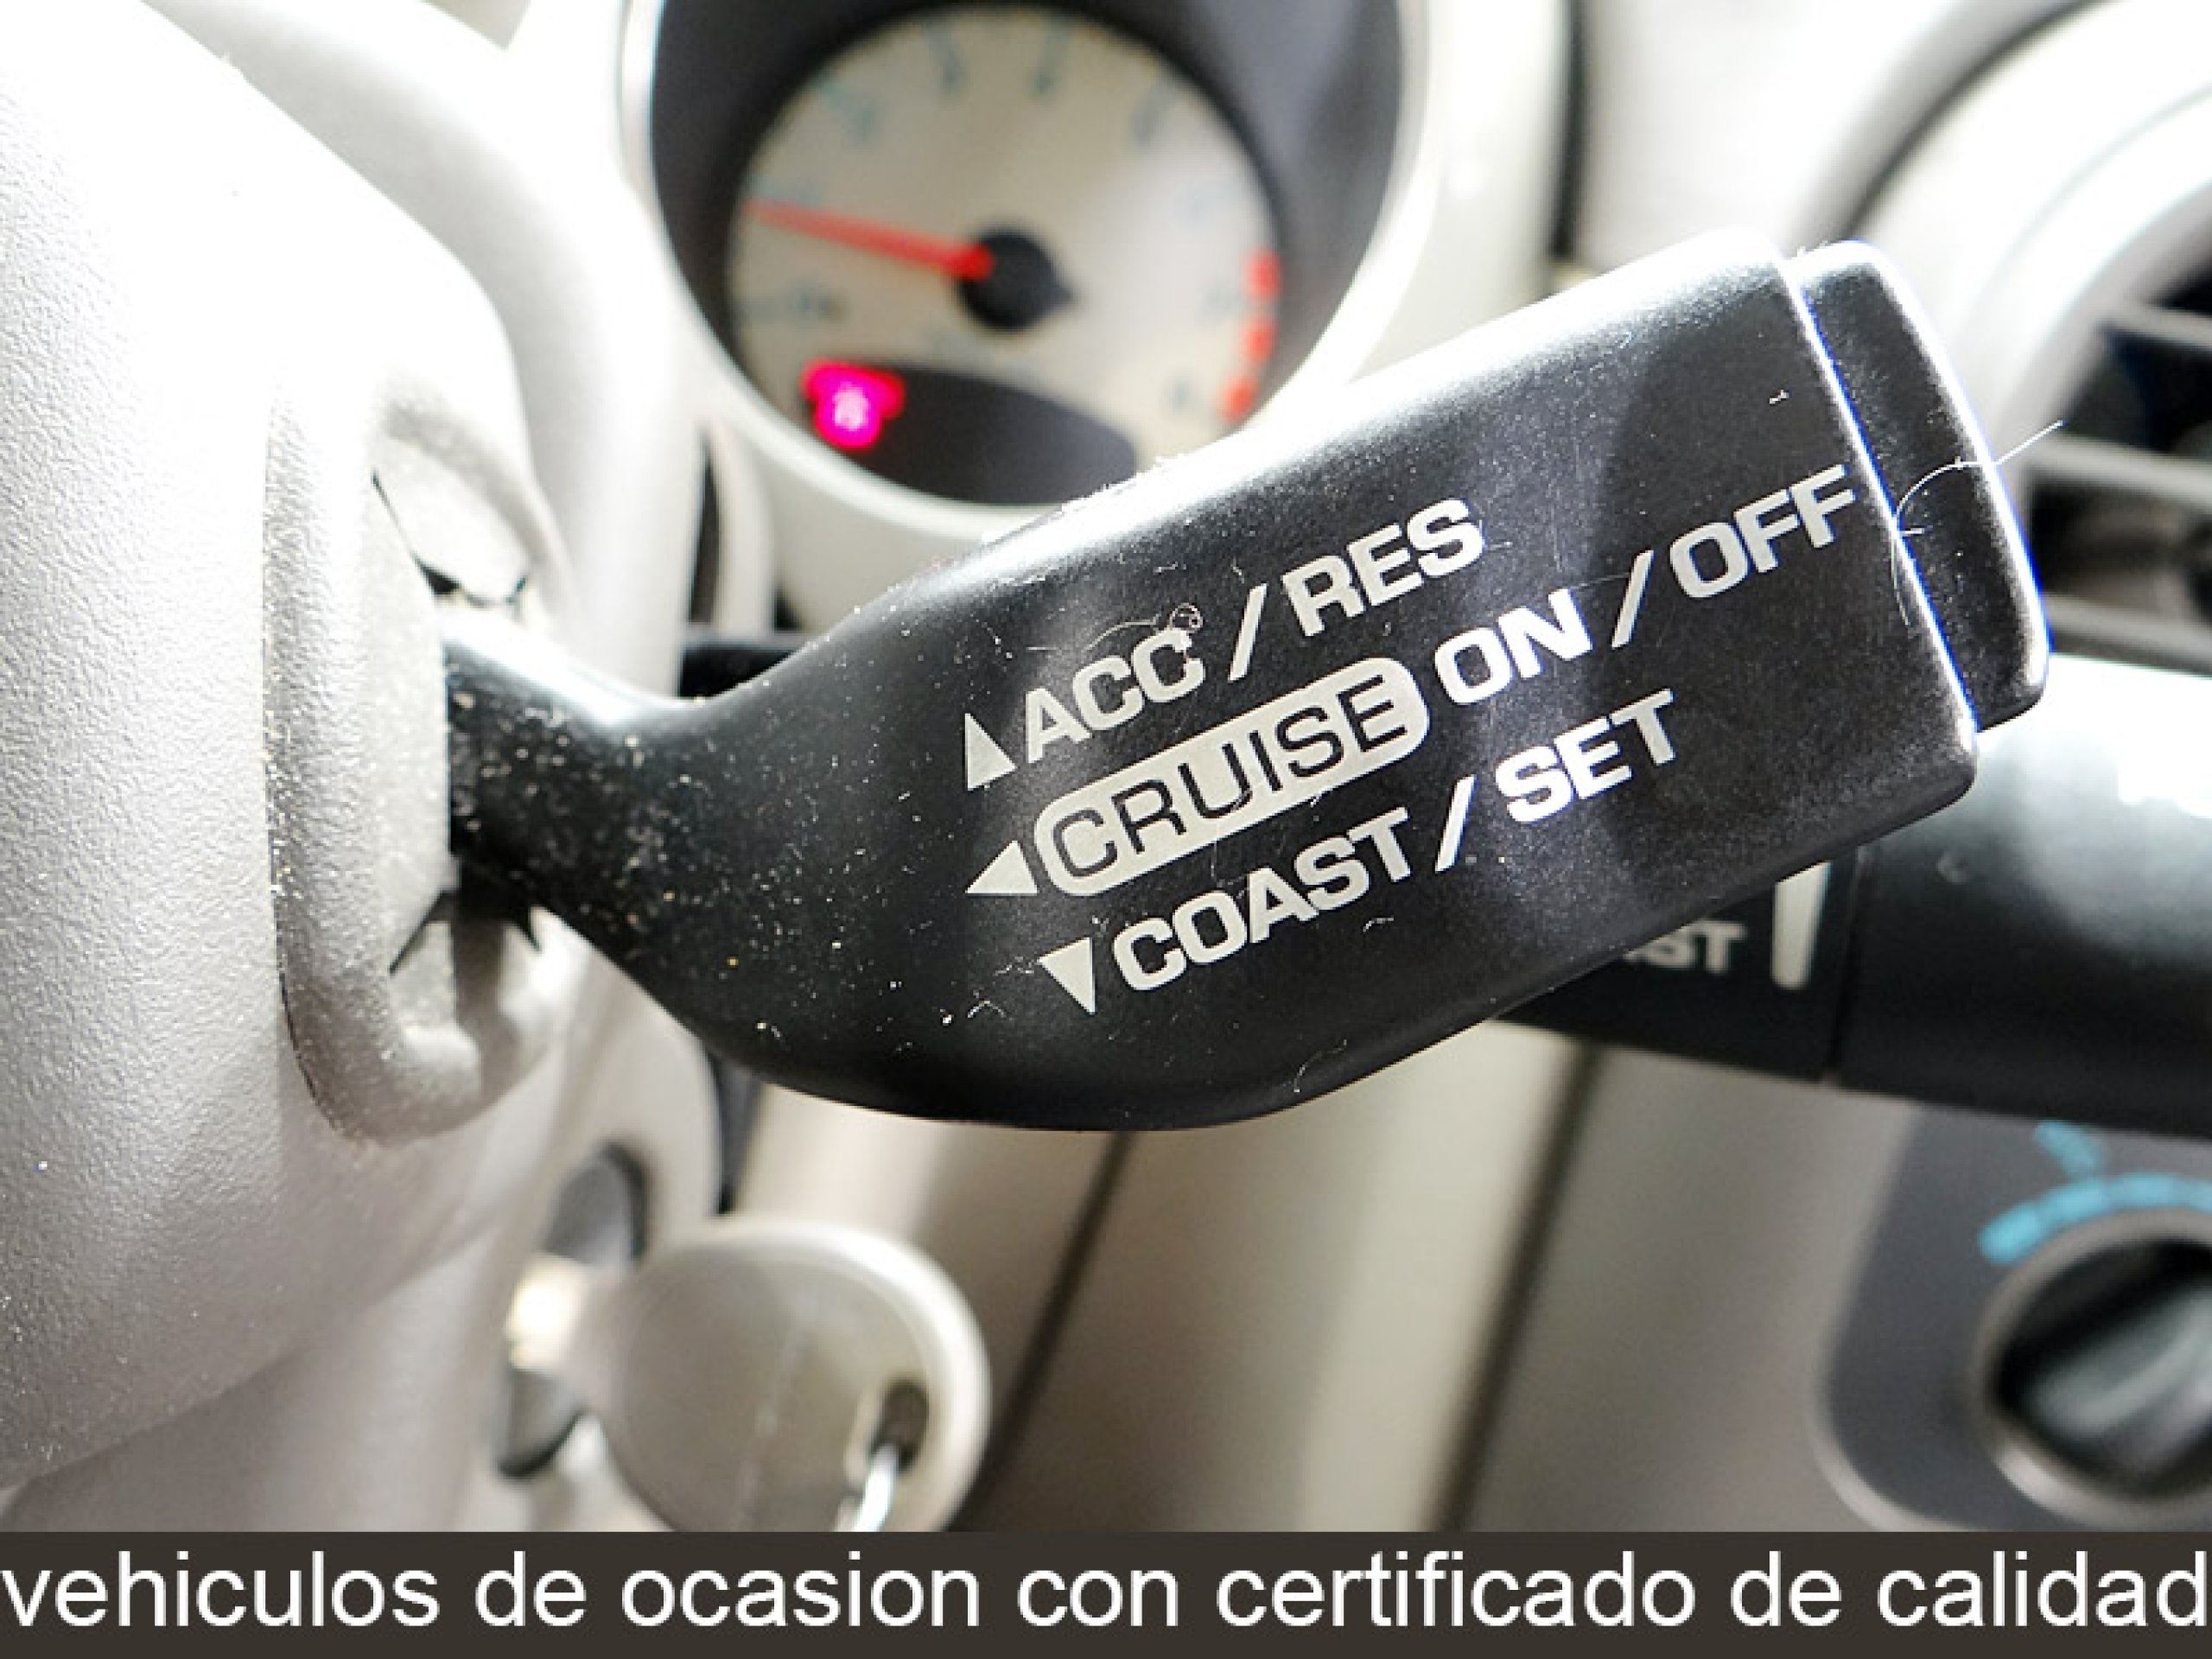 ACC/RES
CRUISE ON/OFF
COAST/SET
vehiculos de ocasion con certificado de calidad